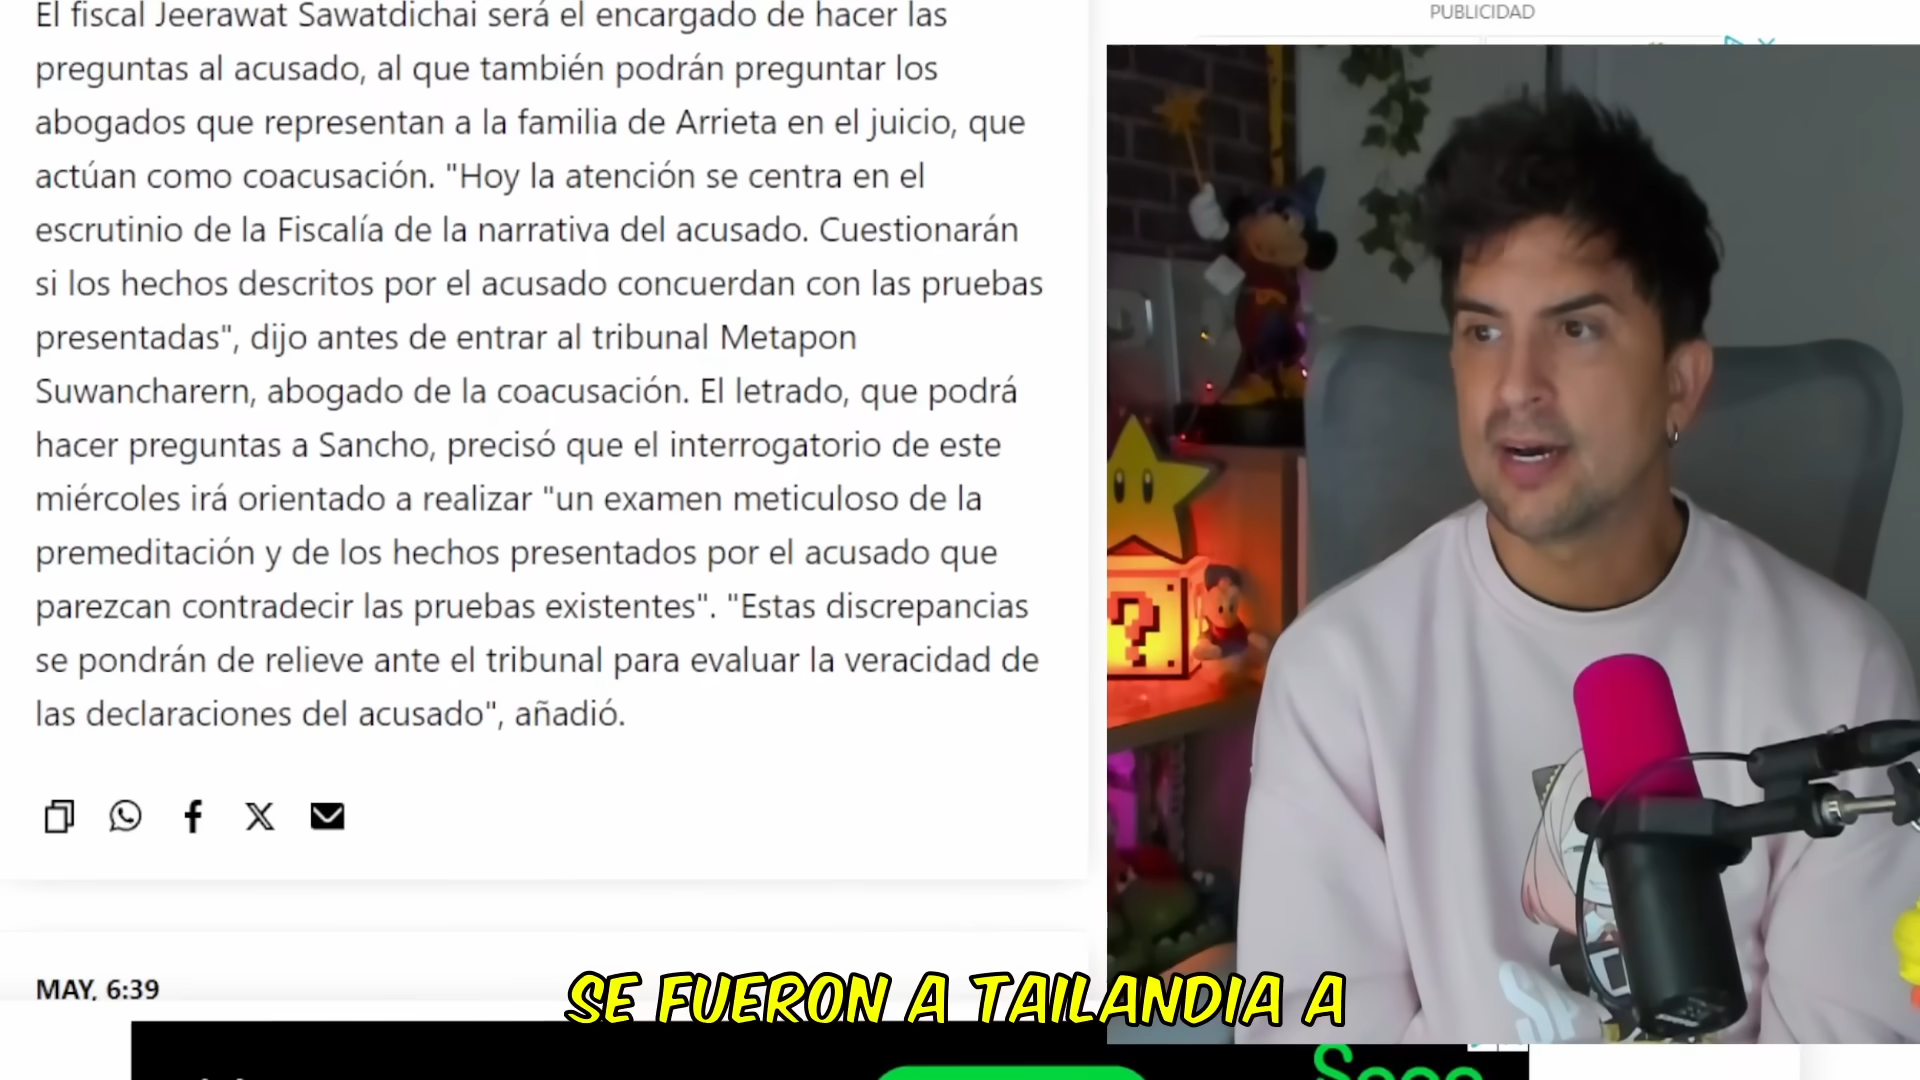 El fiscal Jeerawat Sawatdichai será el encargado de hacer las
preguntas al acusado, al que también podrán preguntar los
abogados que representan a la familia de Arrieta en el juicio, que
actúan como coacusación. "Hoy la atención se centra en el
escrutinio de la Fiscalía de la narrativa del acusado. Cuestionarán
si los hechos descritos por el acusado concuerdan con las pruebas
presentadas", dijo antes de entrar al tribunal Metapon
Suwancharern, abogado de la coacusación. El letrado, que podrá
hacer preguntas a Sancho, precisó que el interrogatorio de este
miércoles irá orientado a realizar "un examen meticuloso de la
premeditación y de los hechos presentados por el acusado que
parezcan contradecir las pruebas existentes". "Estas discrepancias
se pondrán de relieve ante el tribunal para evaluar la veracidad de
las declaraciones del acusado", añadió.
MAY, 6:39
PUBLICIDAD
?
SE FUERON A TAILANDIA A